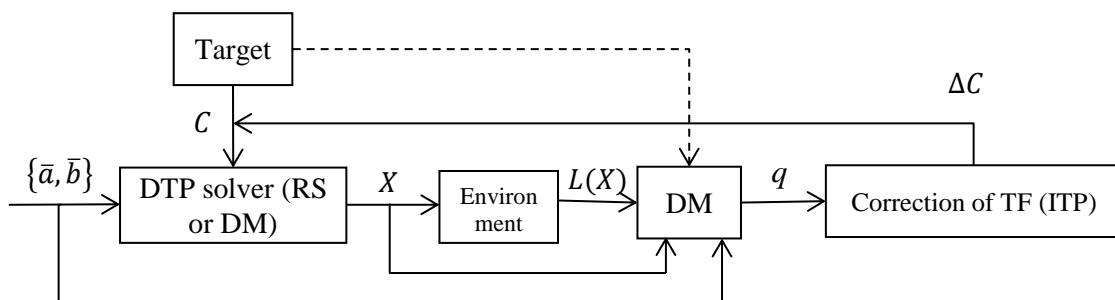 Target
ΔC
C
{a̅, b̅}
DTP solver (RS
or DM)
X
Environ
ment
L(X)
DM
q
Correction of TF (ITP)